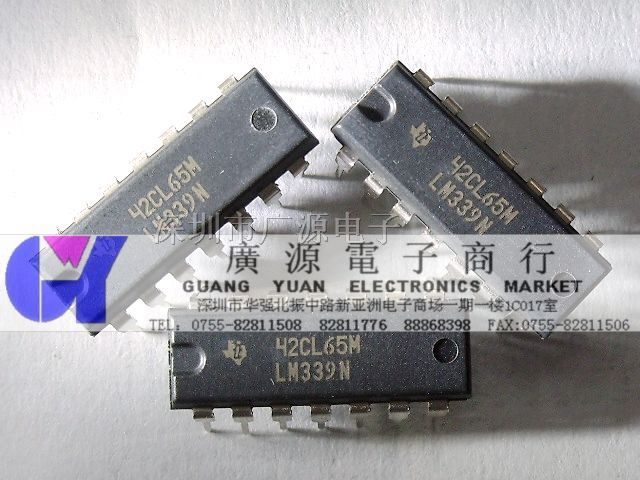 42CL65M
LM339N
42CL65M
LM339N
深圳市广源电子
廣源電子商行
GUANG YUAN ELECTRONICS MARKET
深圳市华强北振中路新亚洲电子商场一期一楼1C017室
TEL: 0755-82811508 82811776 88868398 FAX:0755-82811506
42CL65M
LM339N